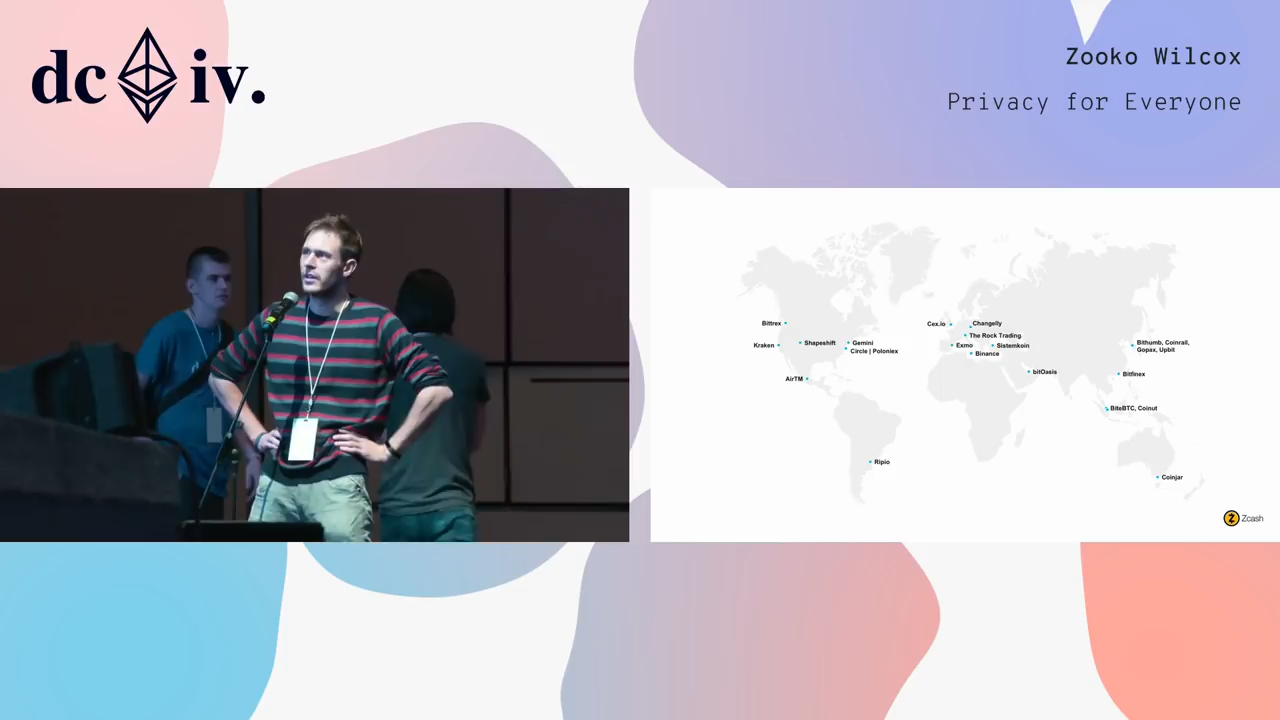 dc iv.
Zooko Wilcox
Privacy for Everyone
Bittrex
Kraken
Shapeshift
Gemini
Circle | Poloniex
AirTM
Ripio
Cex.io
Changelly
The Rock Trading
Exmo
Sistemkoin
Binance
bitOasis
Bithumb, Coinrail,
Gopax, Upbit
Bitfinex
BiteBTC, Coinut
Coinjar
Zcash